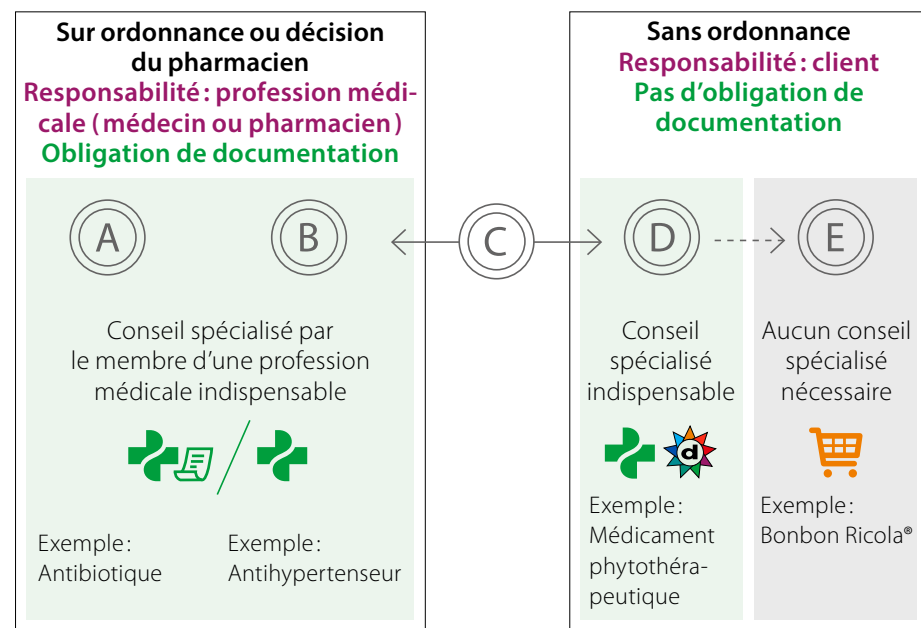 Sur ordonnance ou décision
du pharmacien
Responsabilité : profession médi-
cale ( médecin ou pharmacien )
Obligation de documentation
A
B
Conseil spécialisé par
le membre d’une profession
médicale indispensable
Exemple :
Antibiotique
Exemple :
Antihypertenseur
C
Sans ordonnance
Responsabilité : client
Pas d’obligation de
documentation
D
E
Conseil
spécialisé
indispensable
d
Exemple :
Médicament
phytothéra-
peutique
Aucun conseil
spécialisé
nécessaire
Exemple :
Bonbon Ricola®